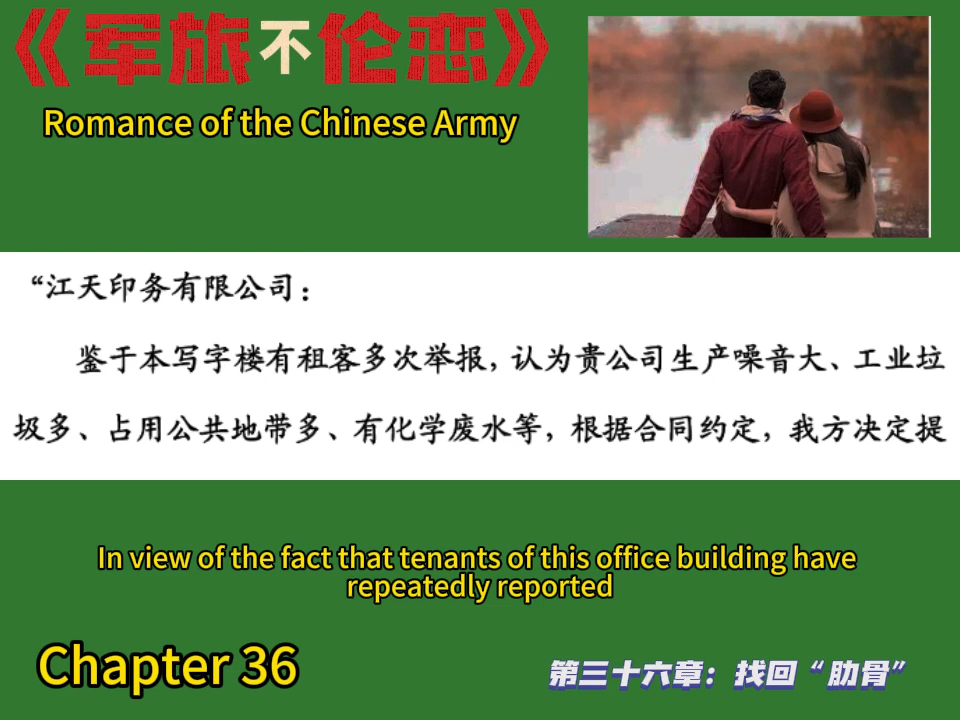 《军旅不伦恋》
Romance of the Chinese Army
“江天印务有限公司：
鉴于本写字楼有租客多次举报，认为贵公司生产噪音大、工业垃
圾多、占用公共地带多、有化学废水等，根据合同约定，我方决定提
In view of the fact that tenants of this office building have
repeatedly reported
Chapter 36
第三十六章：找回“肋骨”